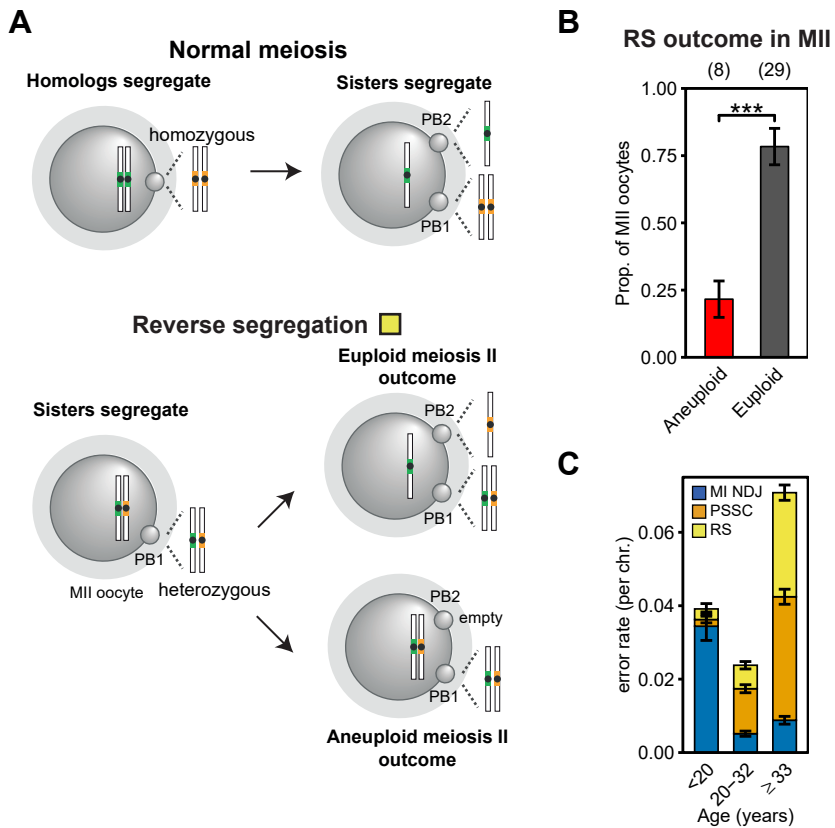 A
Normal meiosis
Homologs segregate
Sisters segregate
homozygous
PB2
PB1
Reverse segregation
Euploid meiosis II
outcome
Sisters segregate
PB2
PB1
PB1
MII oocyte
heterozygous
PB2
empty
PB1
Aneuploid meiosis II
outcome
B
RS outcome in MII
(8) (29)
***
Prop. of MII oocytes
1.00
0.75
0.50
0.25
0.00
Aneuploid
Euploid
C
MI NDJ
PSSC
RS
error rate (per chr.)
0.06
0.04
0.02
0.00
<20
20−32
≥ 33
Age (years)